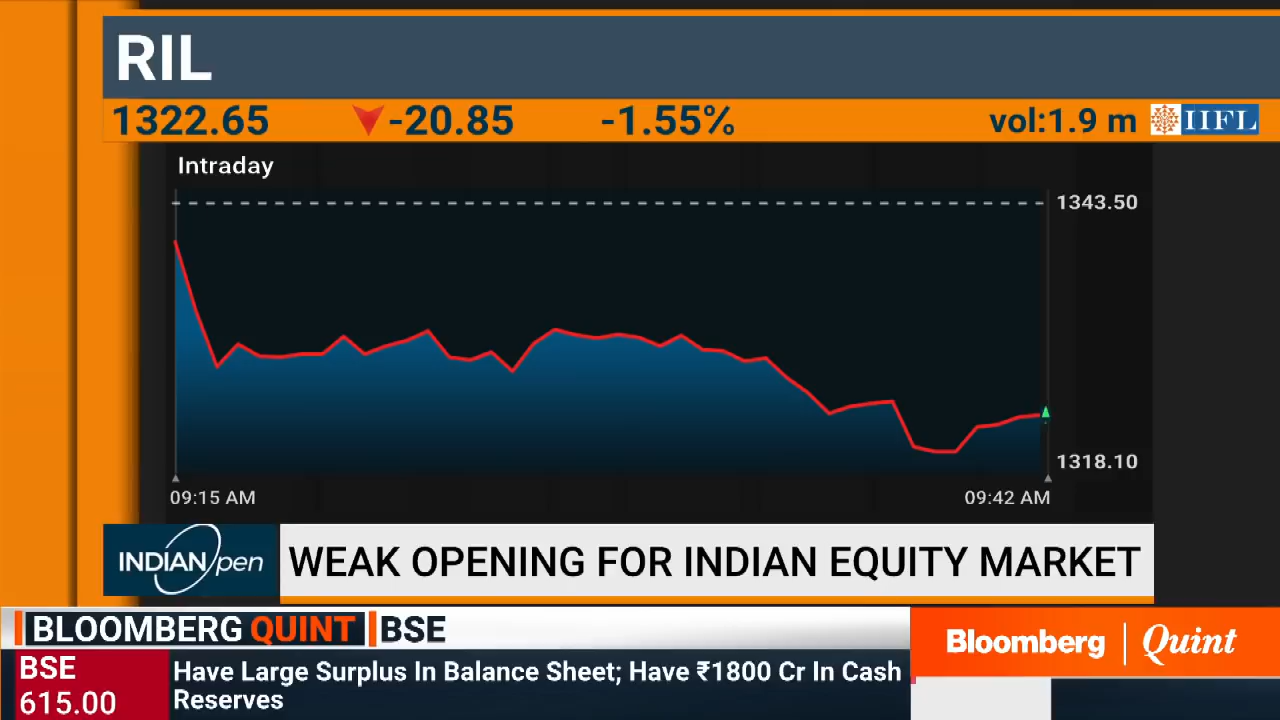 RIL
1322.65 -20.85 -1.55% vol:1.9 m IIFL
Intraday
1343.50
1318.10
09:15 AM 09:42 AM
INDIAN Open WEAK OPENING FOR INDIAN EQUITY MARKET
BLOOMBERG QUINT BSE
Bloomberg Quint
BSE
615.00
Have Large Surplus In Balance Sheet; Have ₹1800 Cr In Cash
Reserves